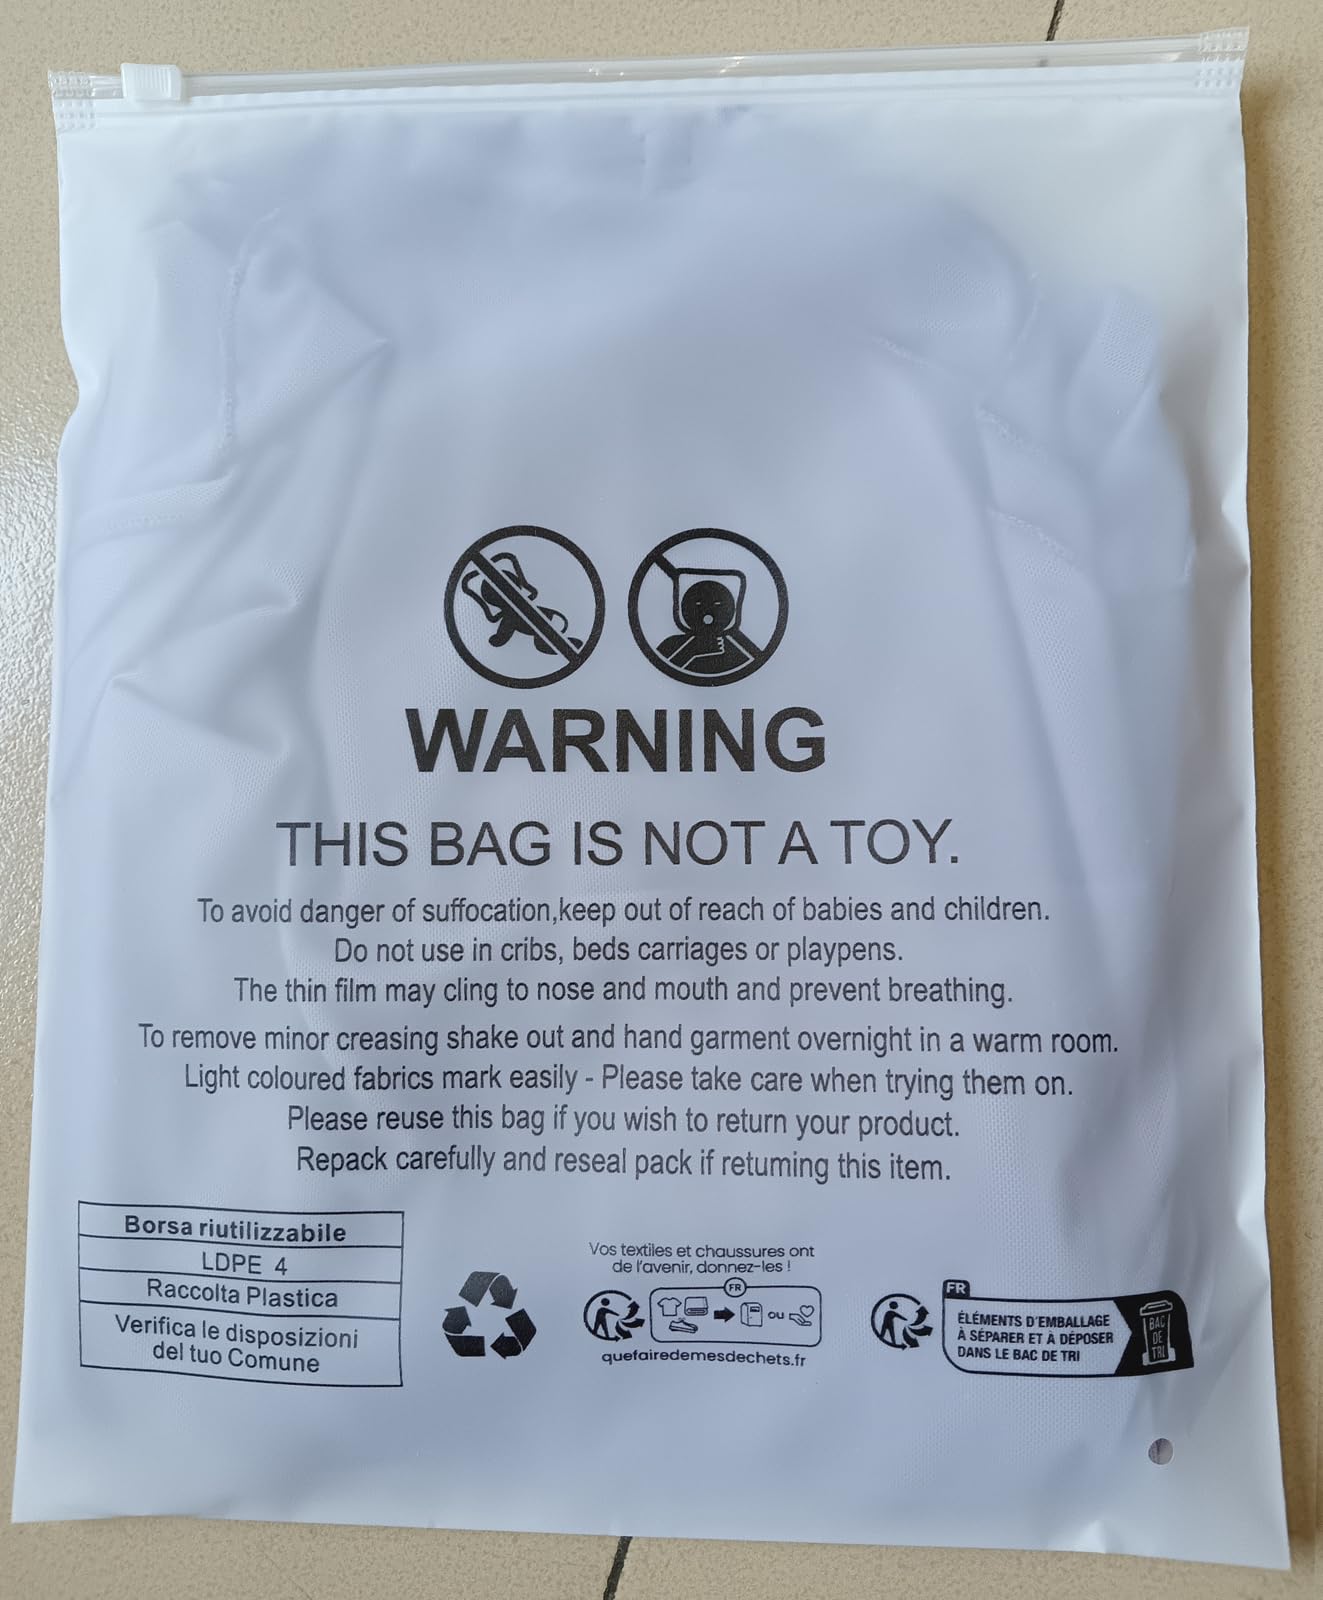 WARNING
THIS BAG IS NOT A TOY.
To avoid danger of suffocation,keep out of reach of babies and children.
Do not use in cribs, beds carriages or playpens.
The thin film may cling to nose and mouth and prevent breathing.
To remove minor creasing shake out and hand garment overnight in a warm room.
Light coloured fabrics mark easily - Please take care when trying them on.
Please reuse this bag if you wish to return your product.
Repack carefully and reseal pack if retuming this item.
Borsa riutilizzabile
LDPE 4
Raccolta Plastica
Verifica le disposizioni
del tuo Comune
Vos textiles et chaussures ont
de l'avenir, donnez-les !
FR
OU
quefairedemesdechets.fr
FR
ÉLÉMENTS D'EMBALLAGE
À SÉPARER ET À DÉPOSER
DANS LE BAC DE TRI
BAC
DE
TRI